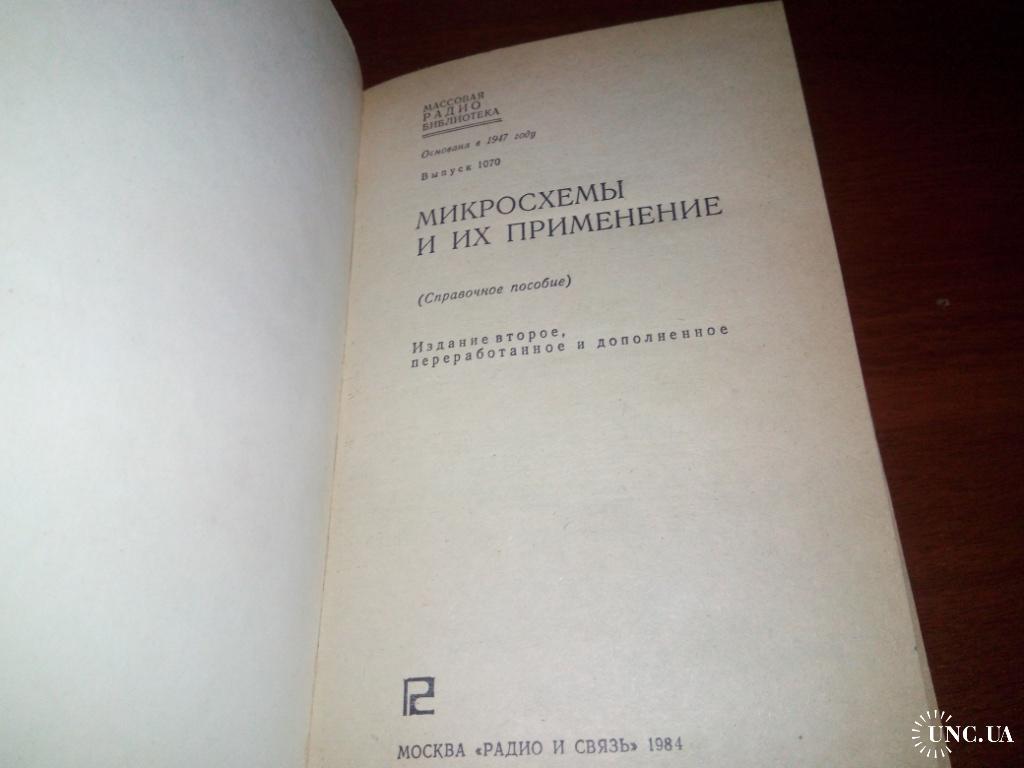 МАССОВАЯ
РАДИО
БИБЛИОТЕКА
Основана в 1947 году
Выпуск 1070
МИКРОСХЕМЫ
И ИХ ПРИМЕНЕНИЕ
(Справочное пособие)
Издание второе,
переработанное и дополненное
МОСКВА «РАДИО И СВЯЗЬ» 1984
UNC.UA